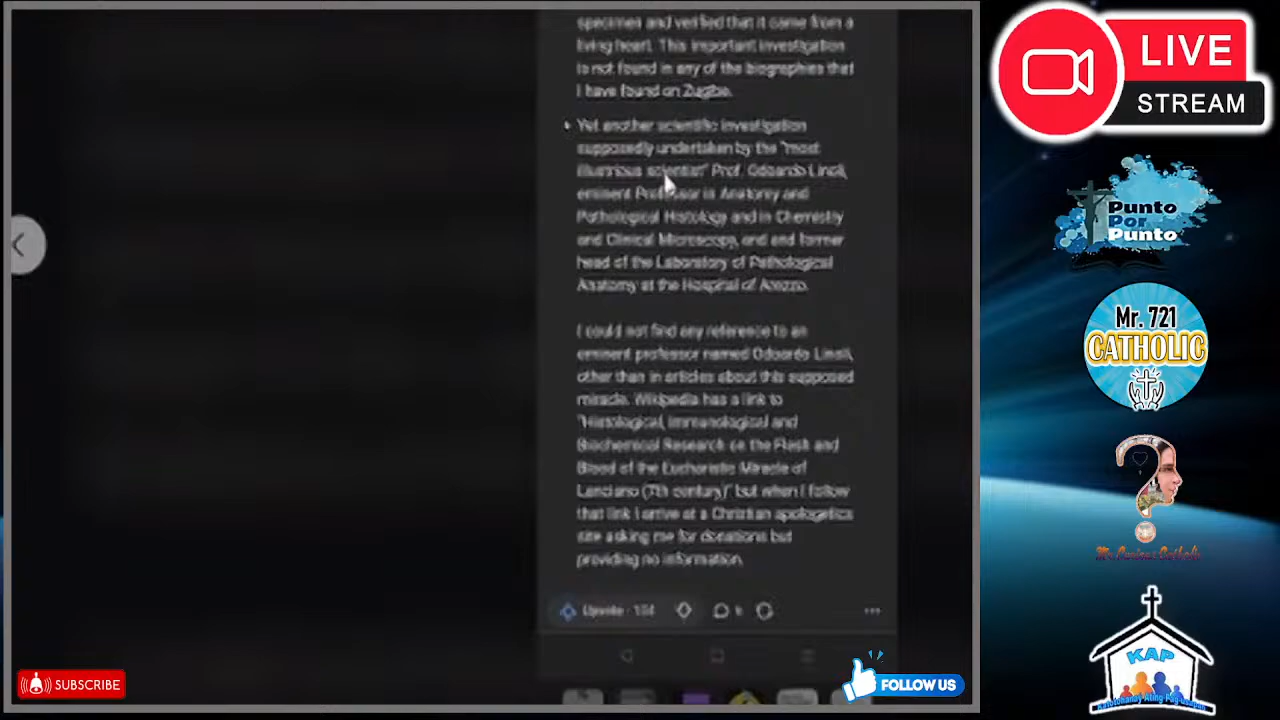 specimen and verified that it came from a
living heart. This important investigation
is not found in any of the biographies that
I have found on Zugibe.
Yet another scientific investigation
supposedly undertaken by the "most
illustrious scientist" Prof. Odoardo Linoli,
eminent Professor in Anatomy and
Pathological Histology and in Chemistry
and Clinical Microscopy, and and former
head of the Laboratory of Pathological
Anatomy at the Hospital of Arezzo.
I could not find any reference to an
eminent professor named Odoardo Linoli,
other than in articles about this supposed
miracle. Wikipedia has a link to
"Histological, Immunological and
Biochemical Research on the Flesh and
Blood of the Eucharistic Miracle of
Lanciano (7th century)" but when I follow
that link I arrive at a Christian apologetics
site asking me for donations but
providing no information.
Upvote · 104
LIVE
STREAM
Punto
Por
Punto
Mr. 721
CATHOLIC
Mr Curious Catholic
KAP
SUBSCRIBE
FOLLOW US